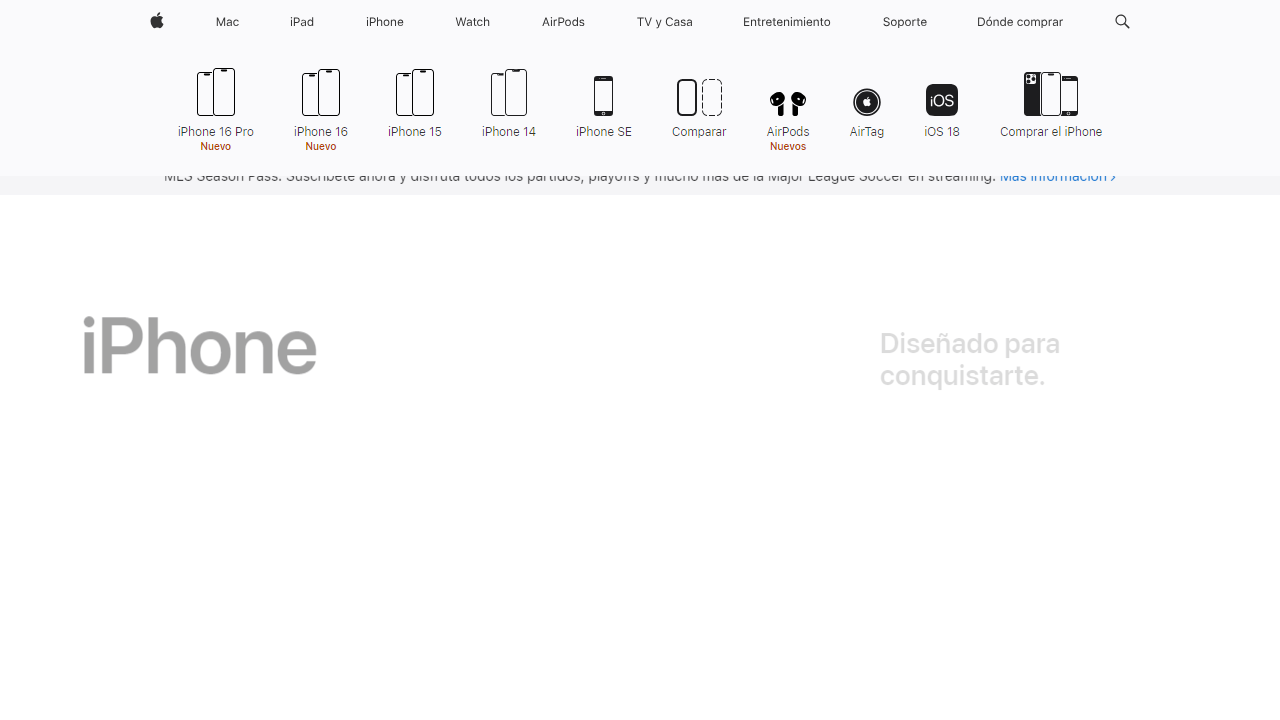 Mac iPad iPhone Watch AirPods TV y Casa Entretenimiento Soporte Dónde comprar
iPhone 16 Pro iPhone 16 iPhone 15 iPhone 14 iPhone SE Comparar AirPods AirTag iOS iOS 18 Comprar el iPhone
Nuevo Nuevo Nuevos
MLS Season Pass. Suscríbete ahora y disfruta todos los partidos, playoffs y mucho más de la Major League Soccer en streaming. Más información ›
iPhone
Diseñado para
conquistarte.